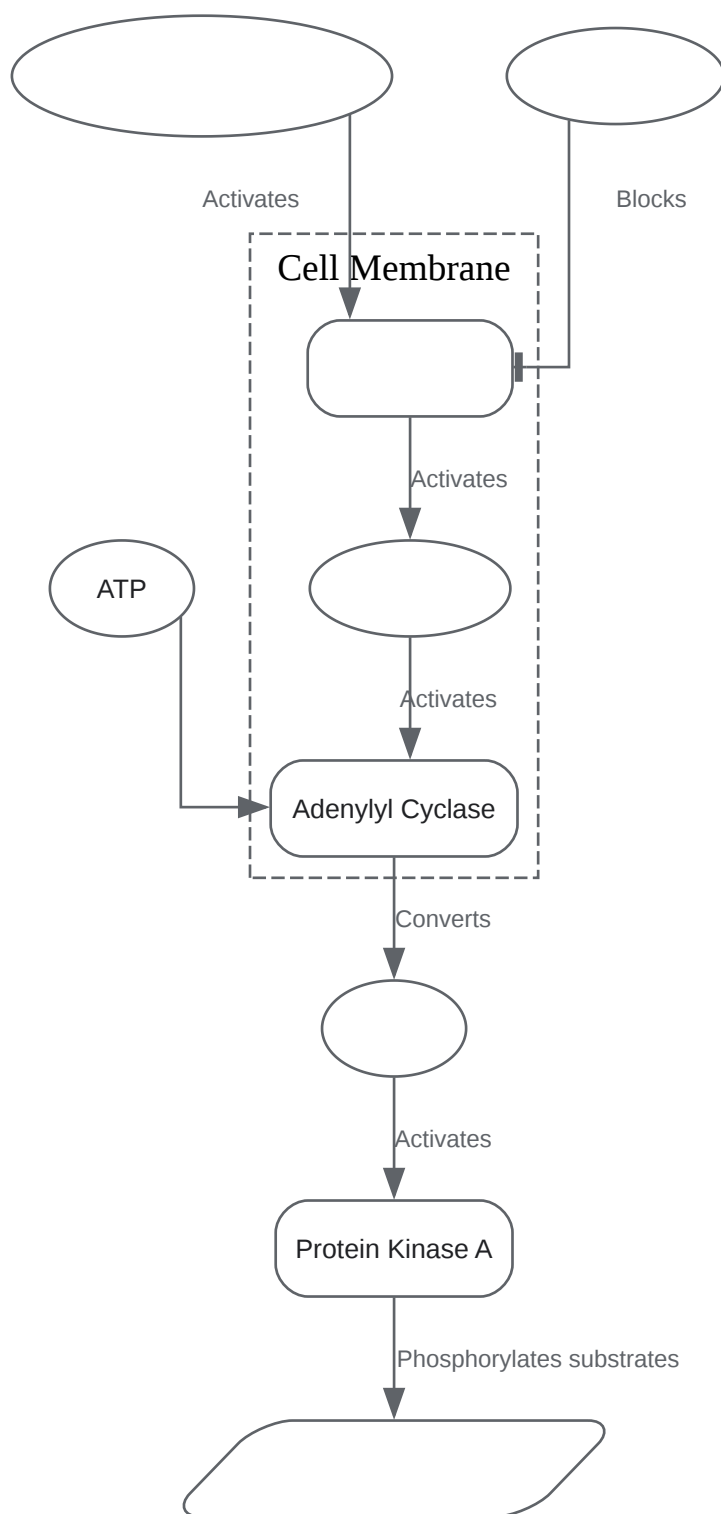 Activates
Blocks
Cell Membrane
Activates
ATP
Activates
Adenylyl Cyclase
Converts
Activates
Protein Kinase A
Phosphorylates substrates